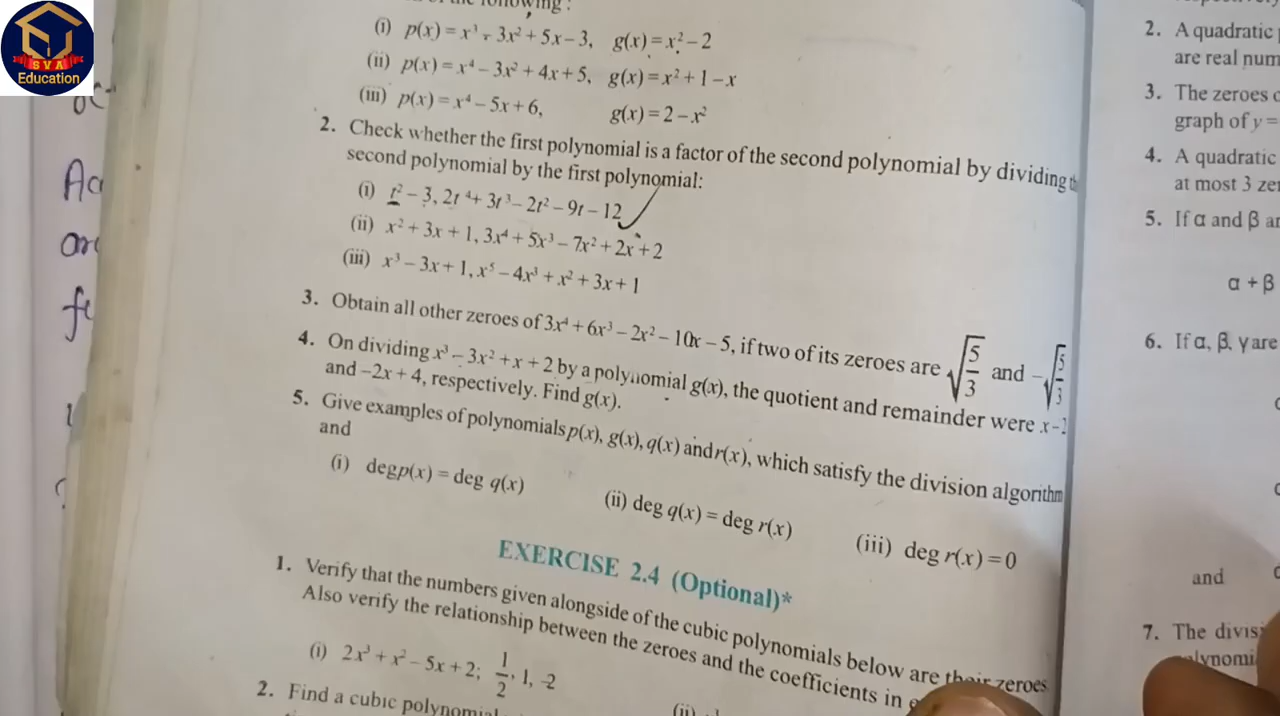 SVA
Education
following :
(i) p(x) = x³ - 3x² + 5x – 3, g(x) = x² – 2
(ii) p(x) = x⁴ – 3x² + 4x + 5, g(x) = x² + 1 – x
(iii) p(x) = x⁴ – 5x + 6, g(x) = 2 – x²
2. Check whether the first polynomial is a factor of the second polynomial by dividing
second polynomial by the first polynomial:
(i) t² – 3, 2t⁴ + 3t³ – 2t² – 9t – 12
(ii) x² + 3x + 1, 3x⁴ + 5x³ – 7x² + 2x + 2
(iii) x³ – 3x + 1, x⁵ – 4x³ + x² + 3x + 1
3. Obtain all other zeroes of 3x⁴ + 6x³ – 2x² – 10x – 5, if two of its zeroes are √(5/3) and –√(5/3)
4. On dividing x³ – 3x² + x + 2 by a polynomial g(x), the quotient and remainder were x –
and –2x + 4, respectively. Find g(x).
5. Give examples of polynomials p(x), g(x), q(x) and r(x), which satisfy the division algorithm
and
(i) deg p(x) = deg q(x) (ii) deg q(x) = deg r(x) (iii) deg r(x) = 0
EXERCISE 2.4 (Optional)*
1. Verify that the numbers given alongside of the cubic polynomials below are their zeroes.
Also verify the relationship between the zeroes and the coefficients in
(i) 2x³ + x² – 5x + 2; 1/2, 1, –2 (ii)
2. Find a cubic polynomial
2. A quadratic
are real num
3. The zeroes
graph of y =
4. A quadratic
at most 3 ze
5. If α and β
α + β
6. If α, β, γ are
and
7. The divis